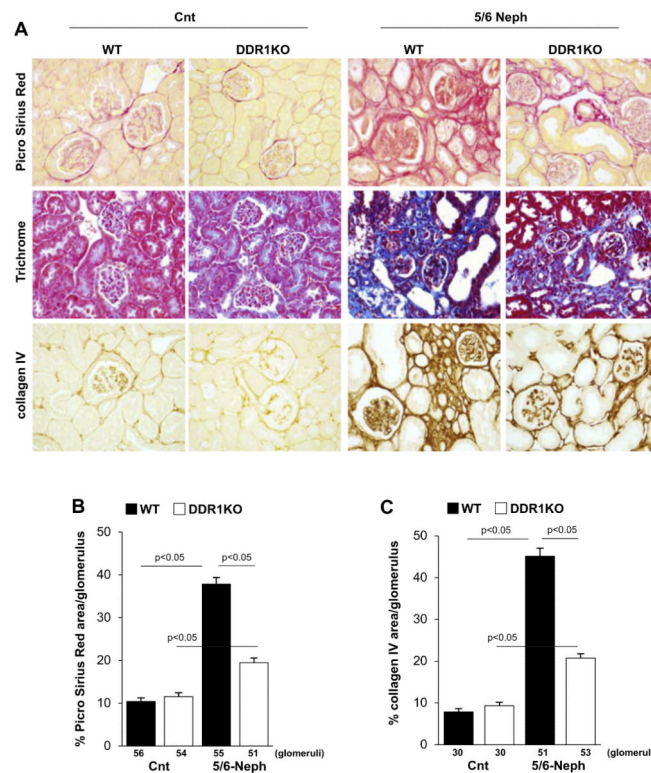 A
Cnt
5/6 Neph
WT
DDR1KO
WT
DDR1KO
Picro Sirius Red
Trichrome
collagen IV
B
WT
DDR1KO
% Picro Sirius Red area/glomerulus
50
40
30
20
10
0
p<0.05
p<0.05
p<0.05
56
54
55
51
(glomeruli)
Cnt
5/6-Neph
C
WT
DDR1KO
% collagen IV area/glomerulus
50
40
30
20
10
0
p<0.05
p<0.05
p<0.05
30
30
51
53
(glomeruli
Cnt
5/6-Neph